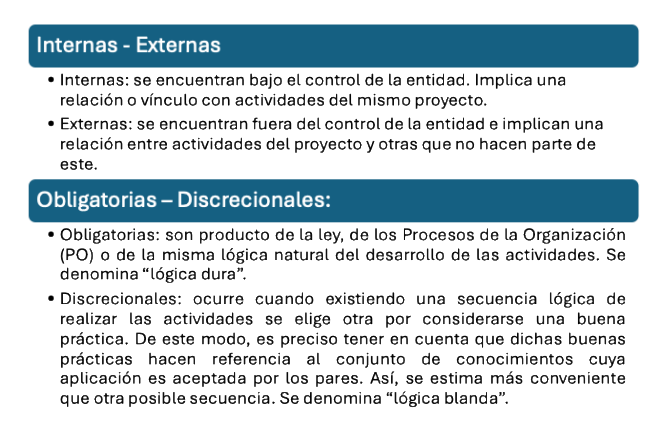 Internas - Externas
• Internas: se encuentran bajo el control de la entidad. Implica una
relación o vínculo con actividades del mismo proyecto.
• Externas: se encuentran fuera del control de la entidad e implican una
relación entre actividades del proyecto y otras que no hacen parte de
este.
Obligatorias – Discrecionales:
• Obligatorias: son producto de la ley, de los Procesos de la Organización
(PO) o de la misma lógica natural del desarrollo de las actividades. Se
denomina “lógica dura”.
• Discrecionales: ocurre cuando existiendo una secuencia lógica de
realizar las actividades se elige otra por considerarse una buena
práctica. De este modo, es preciso tener en cuenta que dichas buenas
prácticas hacen referencia al conjunto de conocimientos cuya
aplicación es aceptada por los pares. Así, se estima más conveniente
que otra posible secuencia. Se denomina “lógica blanda”.